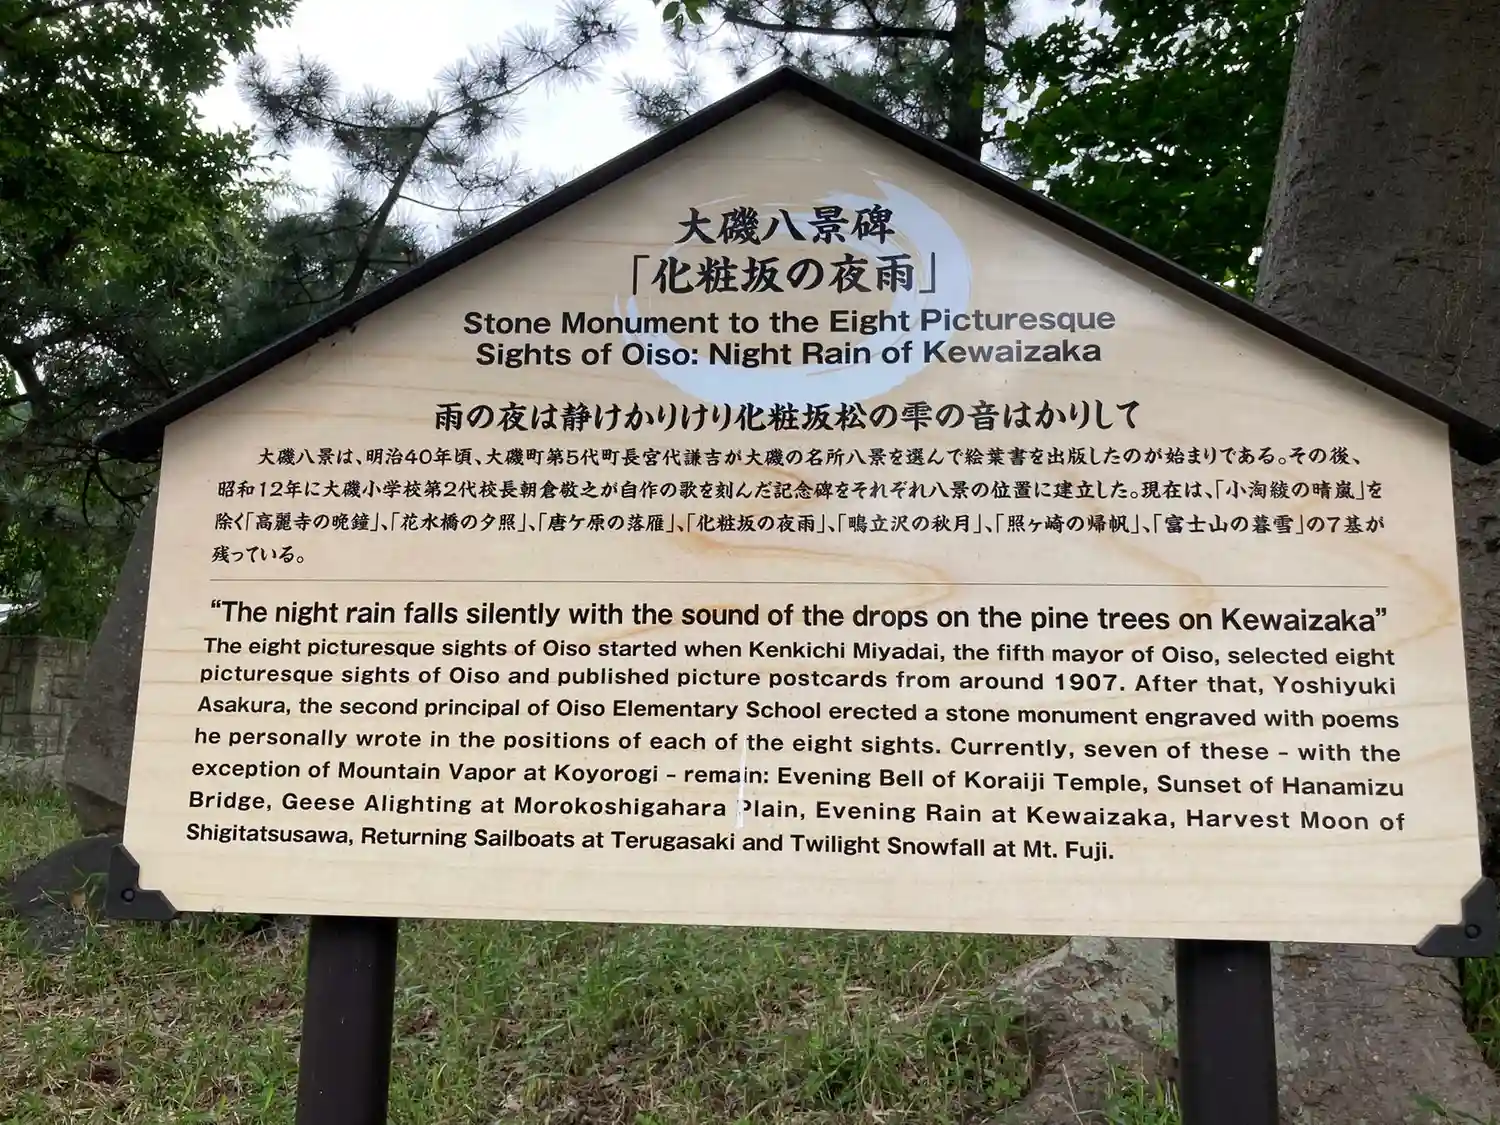 大磯八景碑
「化粧坂の夜雨」
Stone Monument to the Eight Picturesque
Sights of Oiso: Night Rain of Kewaizaka
雨の夜は静けかりけり化粧坂松の雫の音はかりして
大磯八景は、明治40年頃、大磯町第5代町長宮代謙吉が大磯の名所八景を選んで絵葉書を出版したのが始まりである。その後、
昭和12年に大磯小学校第2代校長朝倉敬之が自作の歌を刻んだ記念碑をそれぞれ八景の位置に建立した。現在は、「小淘綾の晴嵐」を
除く「高麗寺の晩鐘」、「花水橋の夕照」、「唐ケ原の落雁」、「化粧坂の夜雨」、「鴫立沢の秋月」、「照ヶ崎の帰帆」、「富士山の暮雪」の7基が
残っている。
“The night rain falls silently with the sound of the drops on the pine trees on Kewaizaka”
The eight picturesque sights of Oiso started when Kenkichi Miyadai, the fifth mayor of Oiso, selected eight
picturesque sights of Oiso and published picture postcards from around 1907. After that, Yoshiyuki
Asakura, the second principal of Oiso Elementary School erected a stone monument engraved with poems
he personally wrote in the positions of each of the eight sights. Currently, seven of these – with the
exception of Mountain Vapor at Koyorogi – remain: Evening Bell of Koraiji Temple, Sunset of Hanamizu
Bridge, Geese Alighting at Morokoshigahara Plain, Evening Rain at Kewaizaka, Harvest Moon of
Shigitatsusawa, Returning Sailboats at Terugasaki and Twilight Snowfall at Mt. Fuji.